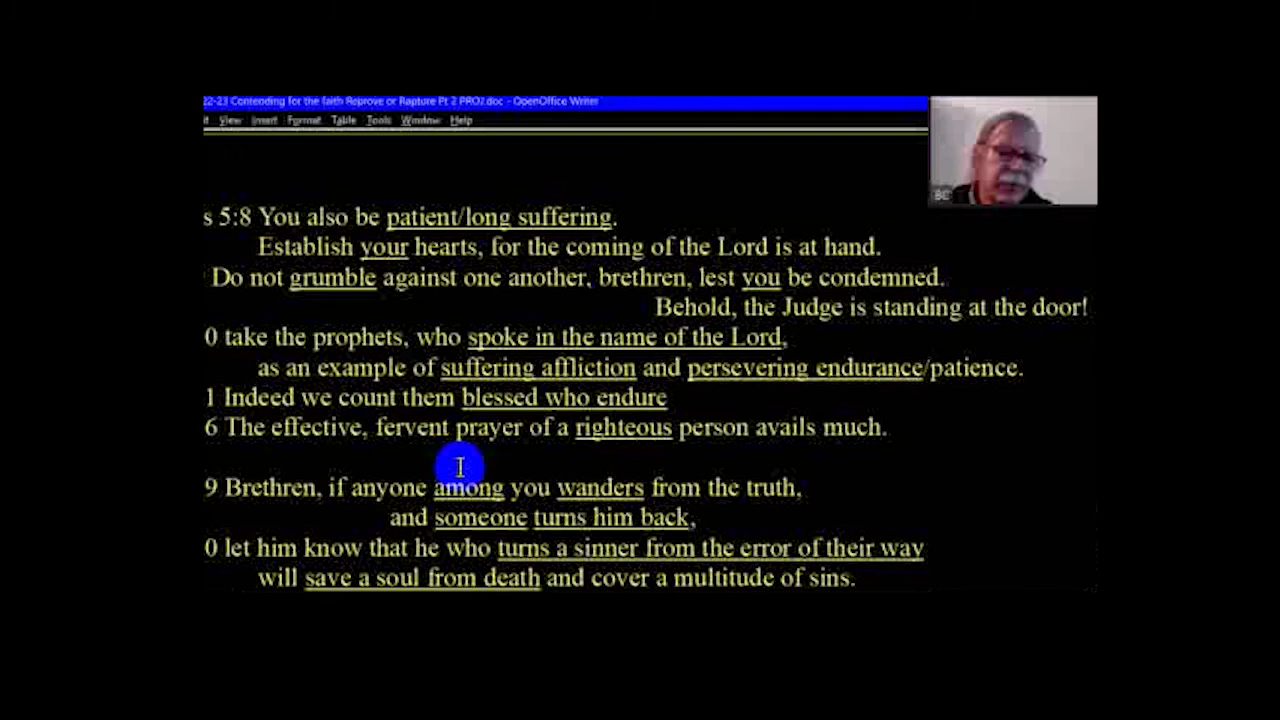 22-23 Contending for the faith Reprove or Rapture Pt 2 PROJ.doc - OpenOffice Writer
it View Insert Format Table Tools Window Help
BC
s 5:8 You also be patient/long suffering.
Establish your hearts, for the coming of the Lord is at hand.
Do not grumble against one another, brethren, lest you be condemned.
Behold, the Judge is standing at the door!
0 take the prophets, who spoke in the name of the Lord,
as an example of suffering affliction and persevering endurance/patience.
1 Indeed we count them blessed who endure
6 The effective, fervent prayer of a righteous person avails much.
9 Brethren, if anyone among you wanders from the truth,
and someone turns him back,
0 let him know that he who turns a sinner from the error of their way
will save a soul from death and cover a multitude of sins.